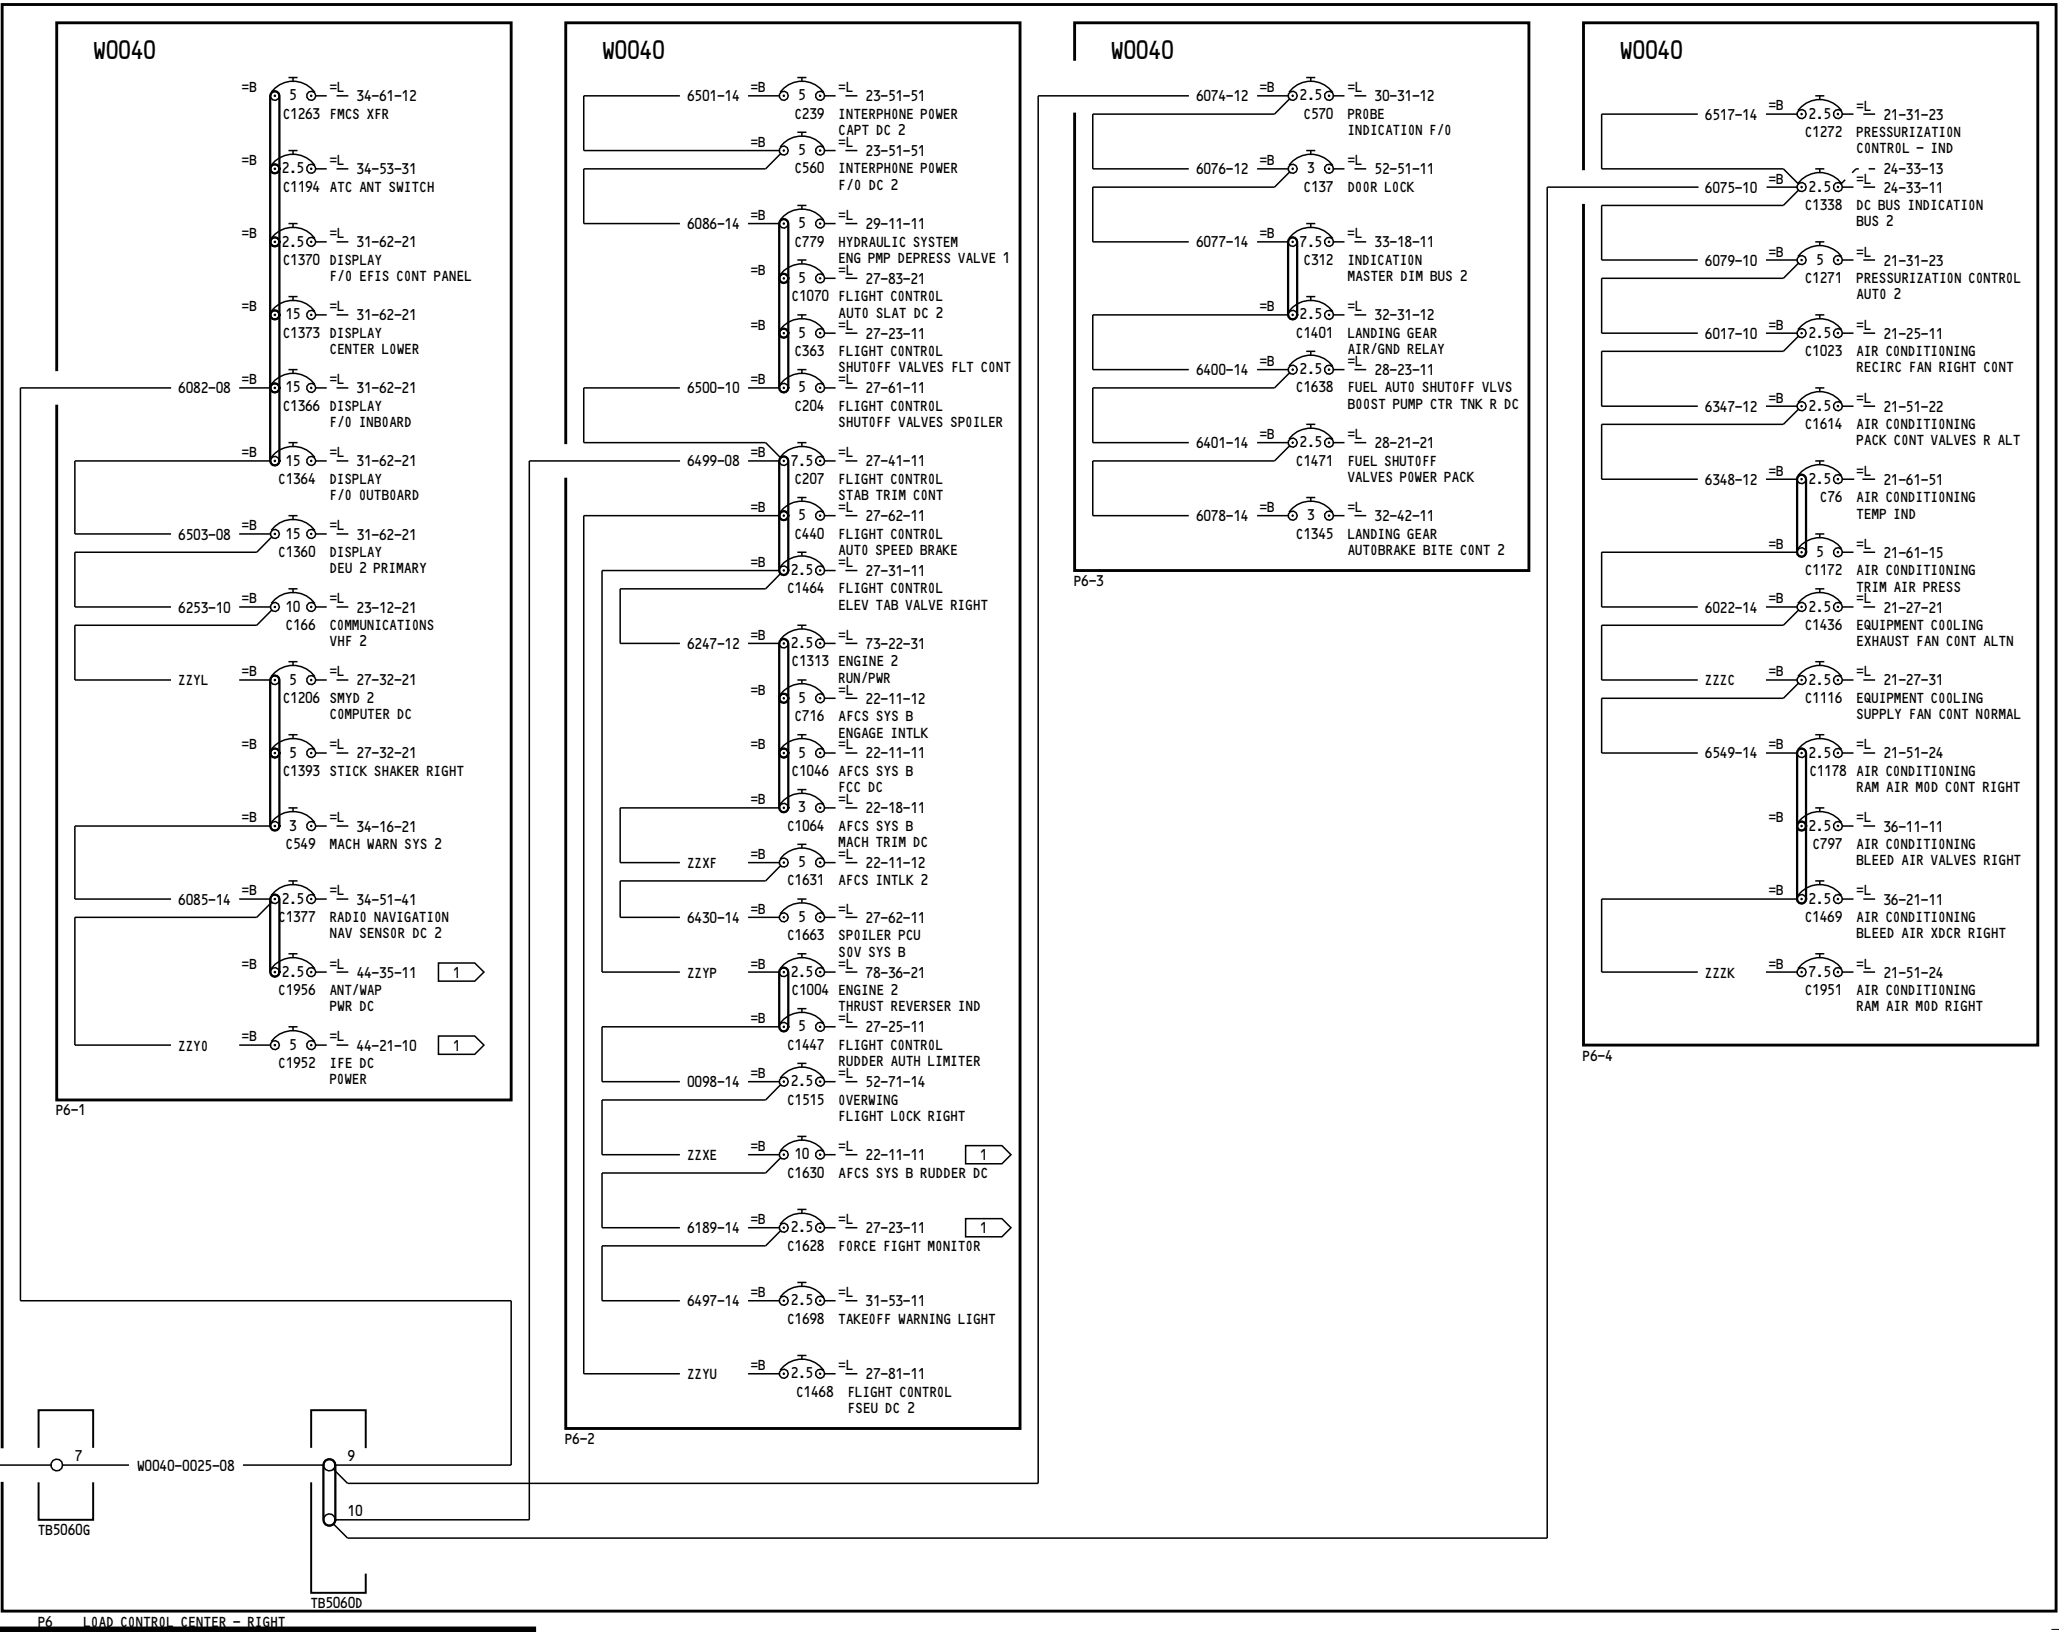 W0040
=B 5 =L 34-61-12
C1263 FMCS XFR
=B 2.5 =L 34-53-31
C1194 ATC ANT SWITCH
=B 2.5 =L 31-62-21
C1370 DISPLAY
F/O EFIS CONT PANEL
=B 15 =L 31-62-21
C1373 DISPLAY
CENTER LOWER
6082-08 =B 15 =L 31-62-21
C1366 DISPLAY
F/O INBOARD
=B 15 =L 31-62-21
C1364 DISPLAY
F/O OUTBOARD
6503-08 =B 15 =L 31-62-21
C1360 DISPLAY
DEU 2 PRIMARY
6253-10 =B 10 =L 23-12-21
C166 COMMUNICATIONS
VHF 2
ZZYL =B 5 =L 27-32-21
C1206 SMYD 2
COMPUTER DC
=B 5 =L 27-32-21
C1393 STICK SHAKER RIGHT
=B 3 =L 34-16-21
C549 MACH WARN SYS 2
6085-14 =B 2.5 =L 34-51-41
C1377 RADIO NAVIGATION
NAV SENSOR DC 2
=B 2.5 =L 44-35-11 1
C1956 ANT/WAP
PWR DC
ZZYO =B 5 =L 44-21-10 1
C1952 IFE DC
POWER
P6-1
W0040
6501-14 =B 5 =L 23-51-51
C239 INTERPHONE POWER
CAPT DC 2
=B 5 =L 23-51-51
C560 INTERPHONE POWER
F/O DC 2
6086-14 =B 5 =L 29-11-11
C779 HYDRAULIC SYSTEM
ENG PMP DEPRESS VALVE 1
=B 5 =L 27-83-21
C1070 FLIGHT CONTROL
AUTO SLAT DC 2
=B 5 =L 27-23-11
C363 FLIGHT CONTROL
SHUTOFF VALVES FLT CONT
6500-10 =B 5 =L 27-61-11
C204 FLIGHT CONTROL
SHUTOFF VALVES SPOILER
6499-08 =B 7.5 =L 27-41-11
C207 FLIGHT CONTROL
STAB TRIM CONT
=B 5 =L 27-62-11
C440 FLIGHT CONTROL
AUTO SPEED BRAKE
=B 2.5 =L 27-31-11
C1464 FLIGHT CONTROL
ELEV TAB VALVE RIGHT
6247-12 =B 2.5 =L 73-22-31
C1313 ENGINE 2
RUN/PWR
=B 5 =L 22-11-12
C716 AFCS SYS B
ENGAGE INTLK
=B 5 =L 22-11-11
C1046 AFCS SYS B
FCC DC
=B 3 =L 22-18-11
C1064 AFCS SYS B
MACH TRIM DC
ZZXF =B 5 =L 22-11-12
C1631 AFCS INTLK 2
6430-14 =B 5 =L 27-62-11
C1663 SPOILER PCU
SOV SYS B
ZZYP =B 2.5 =L 78-36-21
C1004 ENGINE 2
THRUST REVERSER IND
=B 5 =L 27-25-11
C1447 FLIGHT CONTROL
RUDDER AUTH LIMITER
0098-14 =B 2.5 =L 52-71-14
C1515 OVERWING
FLIGHT LOCK RIGHT
ZZXE =B 10 =L 22-11-11 1
C1630 AFCS SYS B RUDDER DC
6189-14 =B 2.5 =L 27-23-11 1
C1628 FORCE FIGHT MONITOR
6497-14 =B 2.5 =L 31-53-11
C1698 TAKEOFF WARNING LIGHT
ZZYU =B 2.5 =L 27-81-11
C1468 FLIGHT CONTROL
FSEU DC 2
P6-2
W0040
6074-12 =B 2.5 =L 30-31-12
C570 PROBE
INDICATION F/O
6076-12 =B 3 =L 52-51-11
C137 DOOR LOCK
6077-14 =B 7.5 =L 33-18-11
C312 INDICATION
MASTER DIM BUS 2
=B 2.5 =L 32-31-12
C1401 LANDING GEAR
AIR/GND RELAY
6400-14 =B 2.5 =L 28-23-11
C1638 FUEL AUTO SHUTOFF VLVS
BOOST PUMP CTR TNK R DC
6401-14 =B 2.5 =L 28-21-21
C1471 FUEL SHUTOFF
VALVES POWER PACK
6078-14 =B 3 =L 32-42-11
C1345 LANDING GEAR
AUTOBRAKE BITE CONT 2
P6-3
W0040
6517-14 =B 2.5 =L 21-31-23
C1272 PRESSURIZATION
CONTROL - IND
24-33-13
6075-10 =B 2.5 =L 24-33-11
C1338 DC BUS INDICATION
BUS 2
6079-10 =B 5 =L 21-31-23
C1271 PRESSURIZATION CONTROL
AUTO 2
6017-10 =B 2.5 =L 21-25-11
C1023 AIR CONDITIONING
RECIRC FAN RIGHT CONT
6347-12 =B 2.5 =L 21-51-22
C1614 AIR CONDITIONING
PACK CONT VALVES R ALT
6348-12 =B 2.5 =L 21-61-51
C76 AIR CONDITIONING
TEMP IND
=B 5 =L 21-61-15
C1172 AIR CONDITIONING
TRIM AIR PRESS
6022-14 =B 2.5 =L 21-27-21
C1436 EQUIPMENT COOLING
EXHAUST FAN CONT ALTN
ZZZC =B 2.5 =L 21-27-31
C1116 EQUIPMENT COOLING
SUPPLY FAN CONT NORMAL
6549-14 =B 2.5 =L 21-51-24
C1178 AIR CONDITIONING
RAM AIR MOD CONT RIGHT
=B 2.5 =L 36-11-11
C797 AIR CONDITIONING
BLEED AIR VALVES RIGHT
=B 2.5 =L 36-21-11
C1469 AIR CONDITIONING
BLEED AIR XDCR RIGHT
ZZZK =B 7.5 =L 21-51-24
C1951 AIR CONDITIONING
RAM AIR MOD RIGHT
P6-4
7 W0040-0025-08 9
10
TB5060G
TB5060D
P6 LOAD CONTROL CENTER - RIGHT